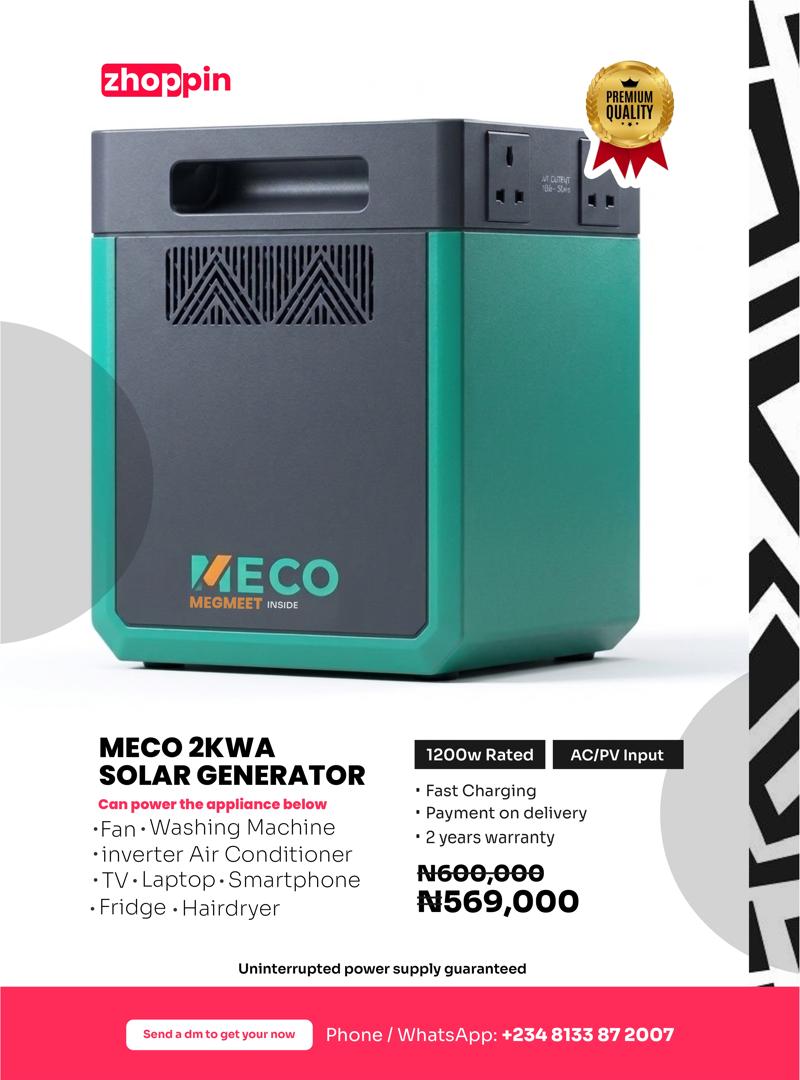 zhoppin
PREMIUM
QUALITY
MECO
MEGMEET INSIDE
MECO 2KWA
SOLAR GENERATOR
Can power the appliance below
•Fan • Washing Machine
•inverter Air Conditioner
•TV • Laptop • Smartphone
•Fridge • Hairdryer
1200w Rated
AC/PV Input
• Fast Charging
• Payment on delivery
• 2 years warranty
₦600,000
₦569,000
Uninterrupted power supply guaranteed
Send a dm to get your now
Phone / WhatsApp: +234 8133 87 2007